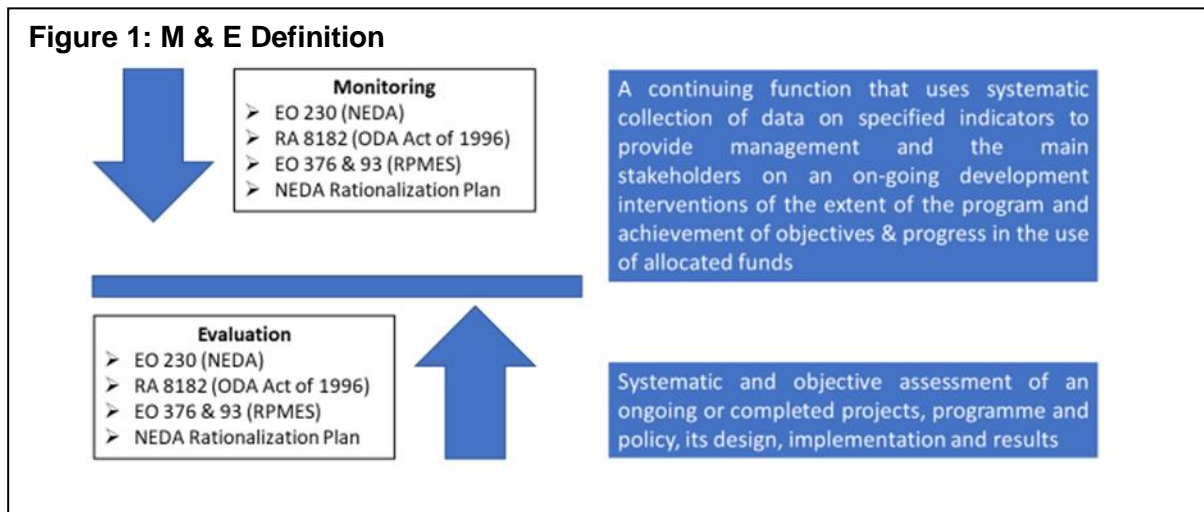 Figure 1: M & E Definition
Monitoring
➢ EO 230 (NEDA)
➢ RA 8182 (ODA Act of 1996)
➢ EO 376 & 93 (RPMES)
➢ NEDA Rationalization Plan
A continuing function that uses systematic
collection of data on specified indicators to
provide management and the main
stakeholders on an on-going development
interventions of the extent of the program and
achievement of objectives & progress in the use
of allocated funds
Evaluation
➢ EO 230 (NEDA)
➢ RA 8182 (ODA Act of 1996)
➢ EO 376 & 93 (RPMES)
➢ NEDA Rationalization Plan
Systematic and objective assessment of an
ongoing or completed projects, programme and
policy, its design, implementation and results